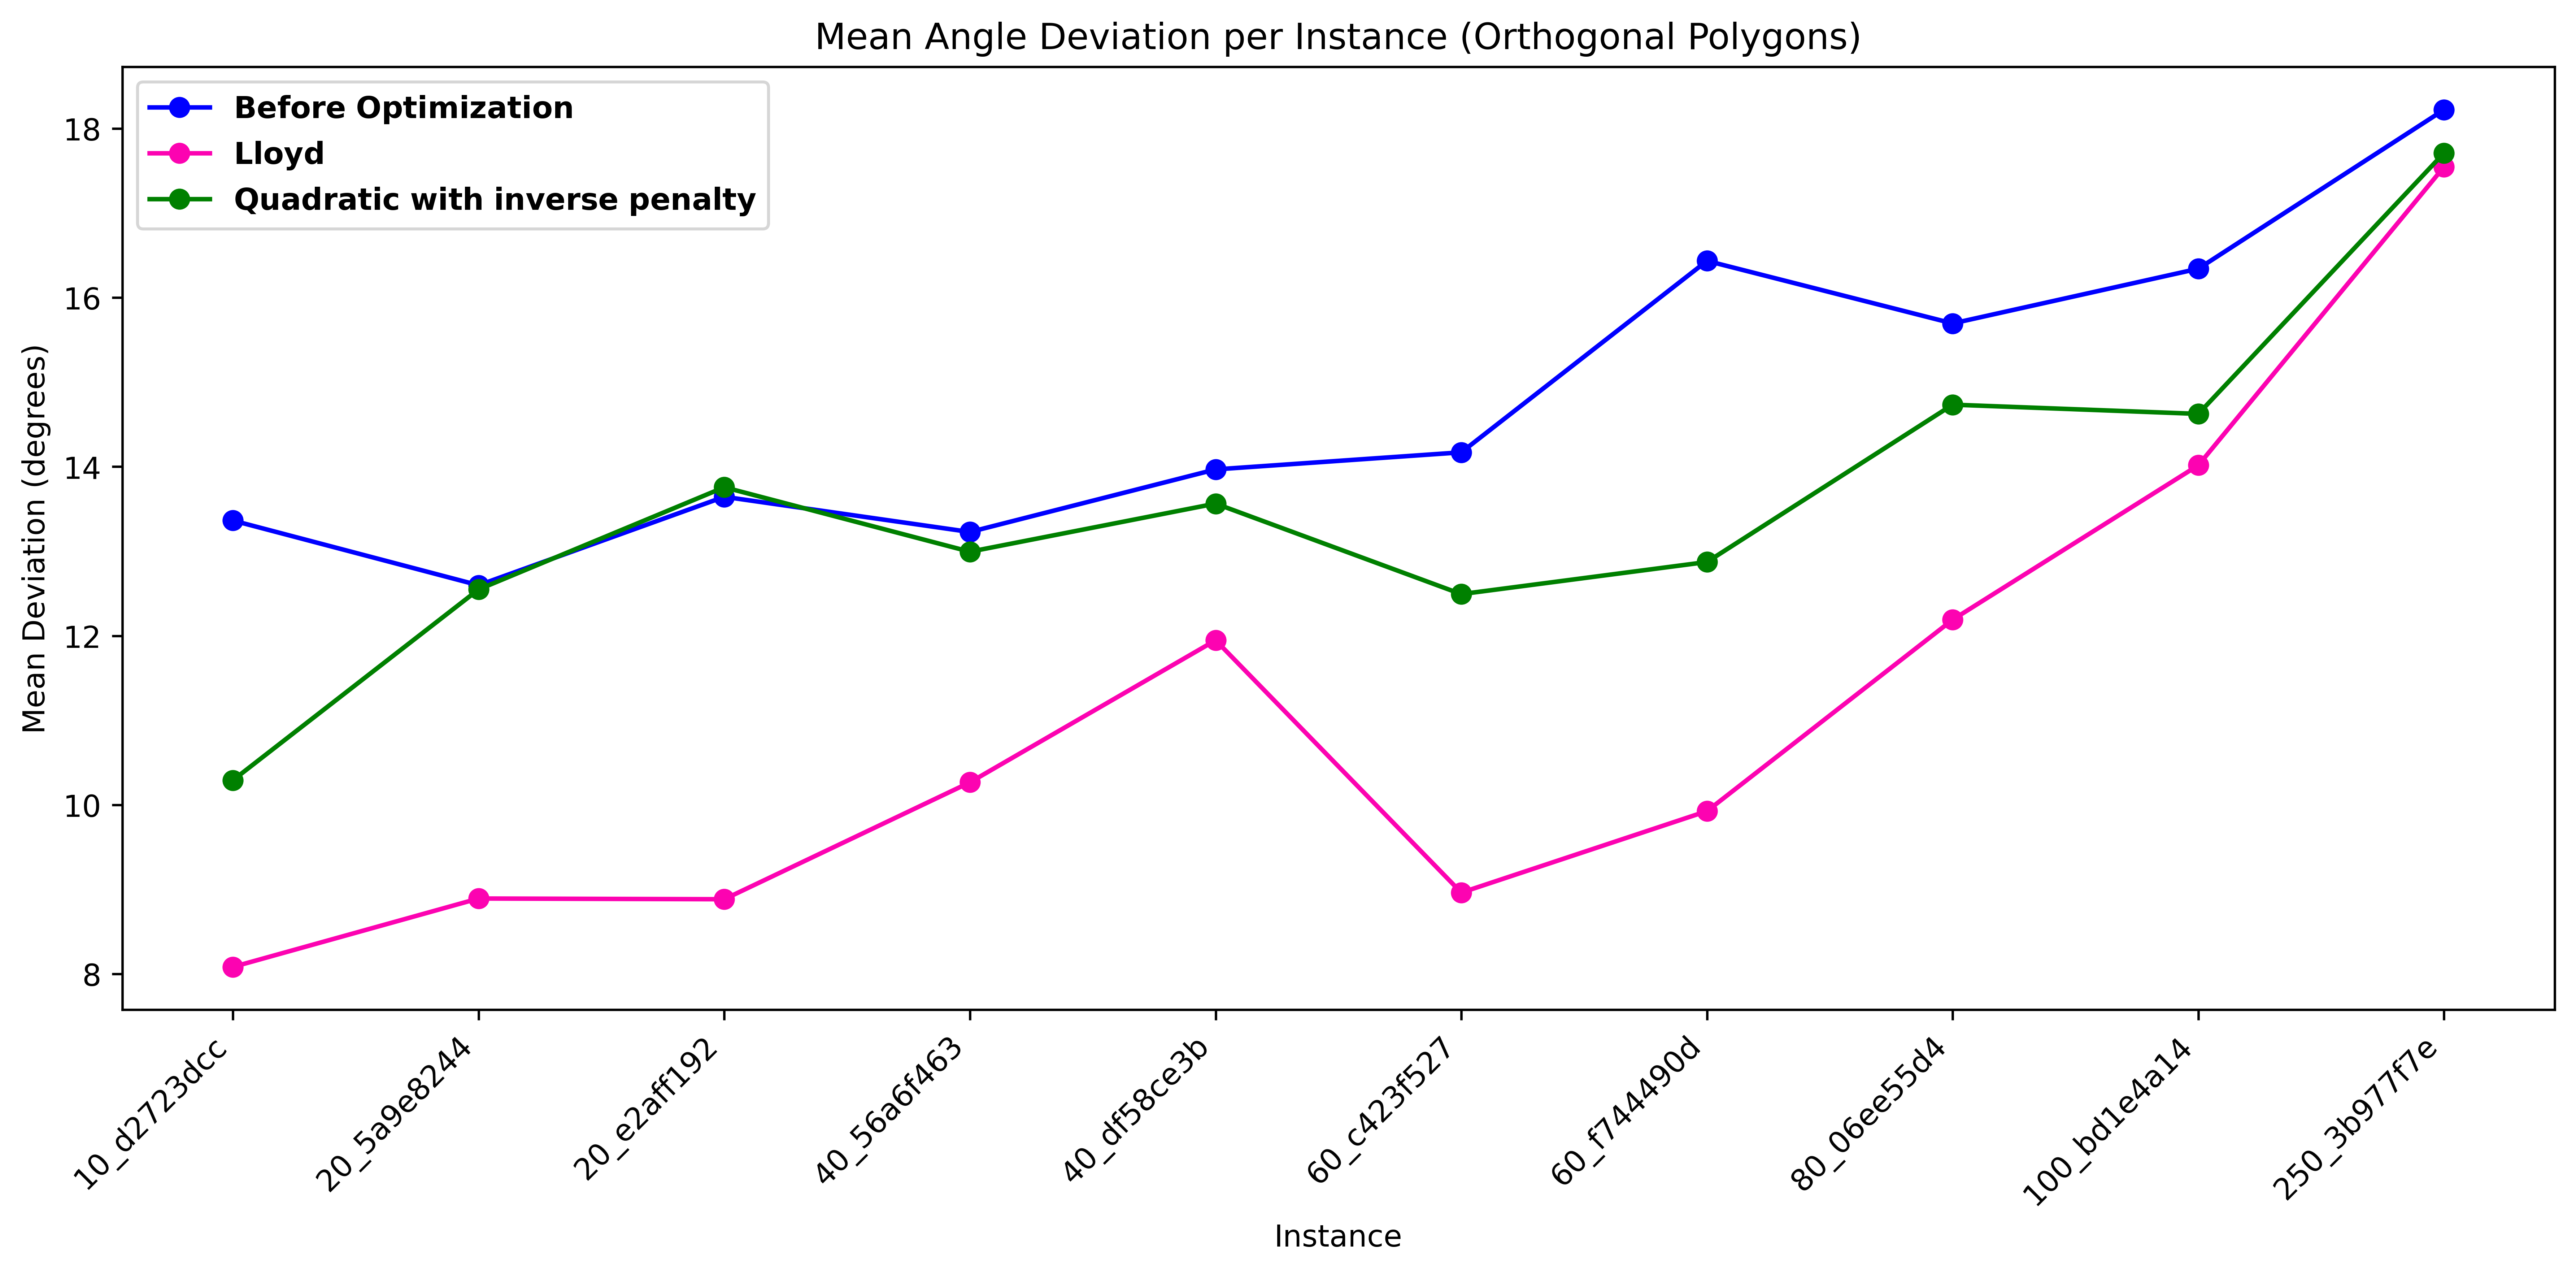 Mean Angle Deviation per Instance (Orthogonal Polygons)
Before Optimization
Lloyd
Quadratic with inverse penalty
Mean Deviation (degrees)
18
16
14
12
10
8
10_d2723dcc
20_5a9e8244
20_e2aff192
40_56a6f463
40_df58ce3b
60_c423f527
60_f744490d
80_06ee55d4
100_bd1e4a14
250_3b977f7e
Instance